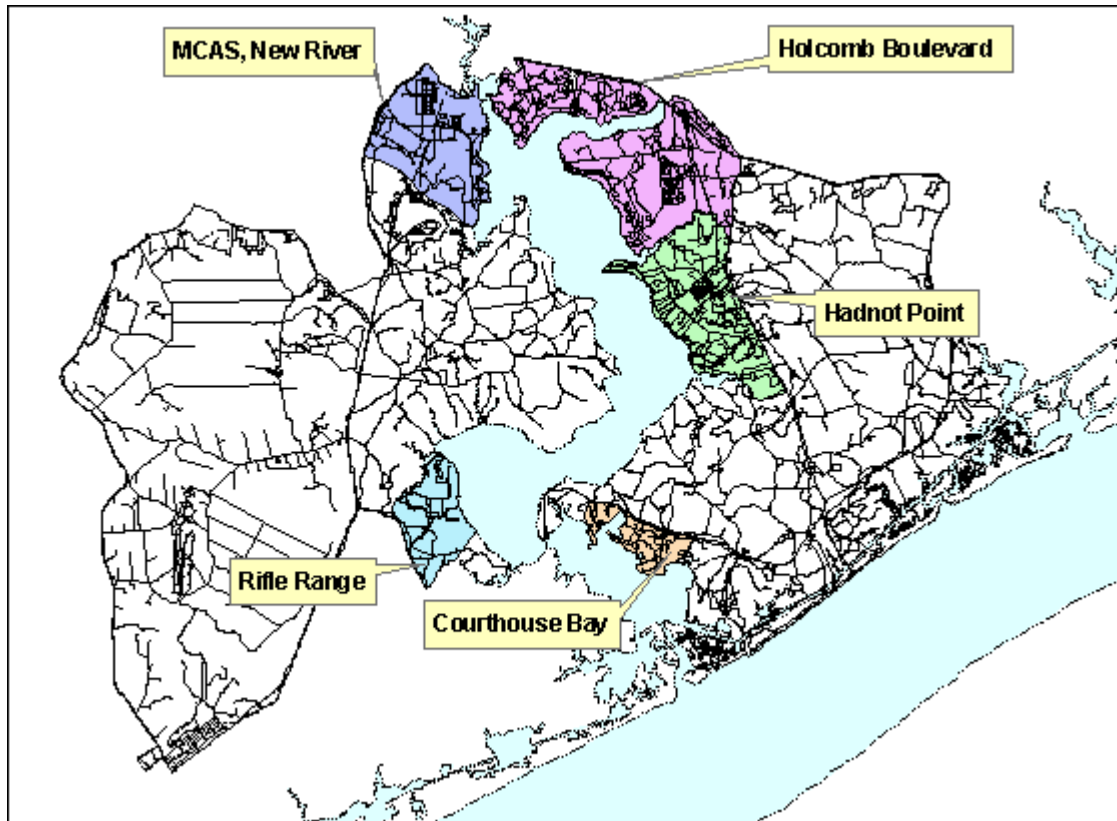 MCAS, New River
Holcomb Boulevard
Hadnot Point
Rifle Range
Courthouse Bay